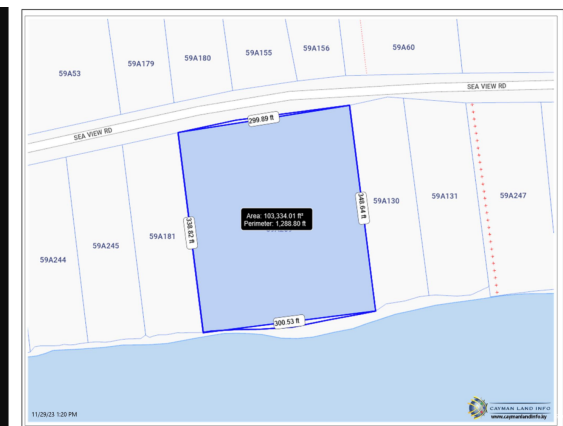 59A53
59A179
59A180
59A155
59A156
59A60
SEA VIEW RD
SEA VIEW RD
299.89 ft
338.82 ft
348.64 ft
300.53 ft
Area: 103,334.01 ft²
Perimeter: 1,288.80 ft
59A244
59A245
59A181
59A130
59A131
59A247
11/29/23 1:20 PM
CAYMAN LAND INFO
www.caymanlandinfo.ky